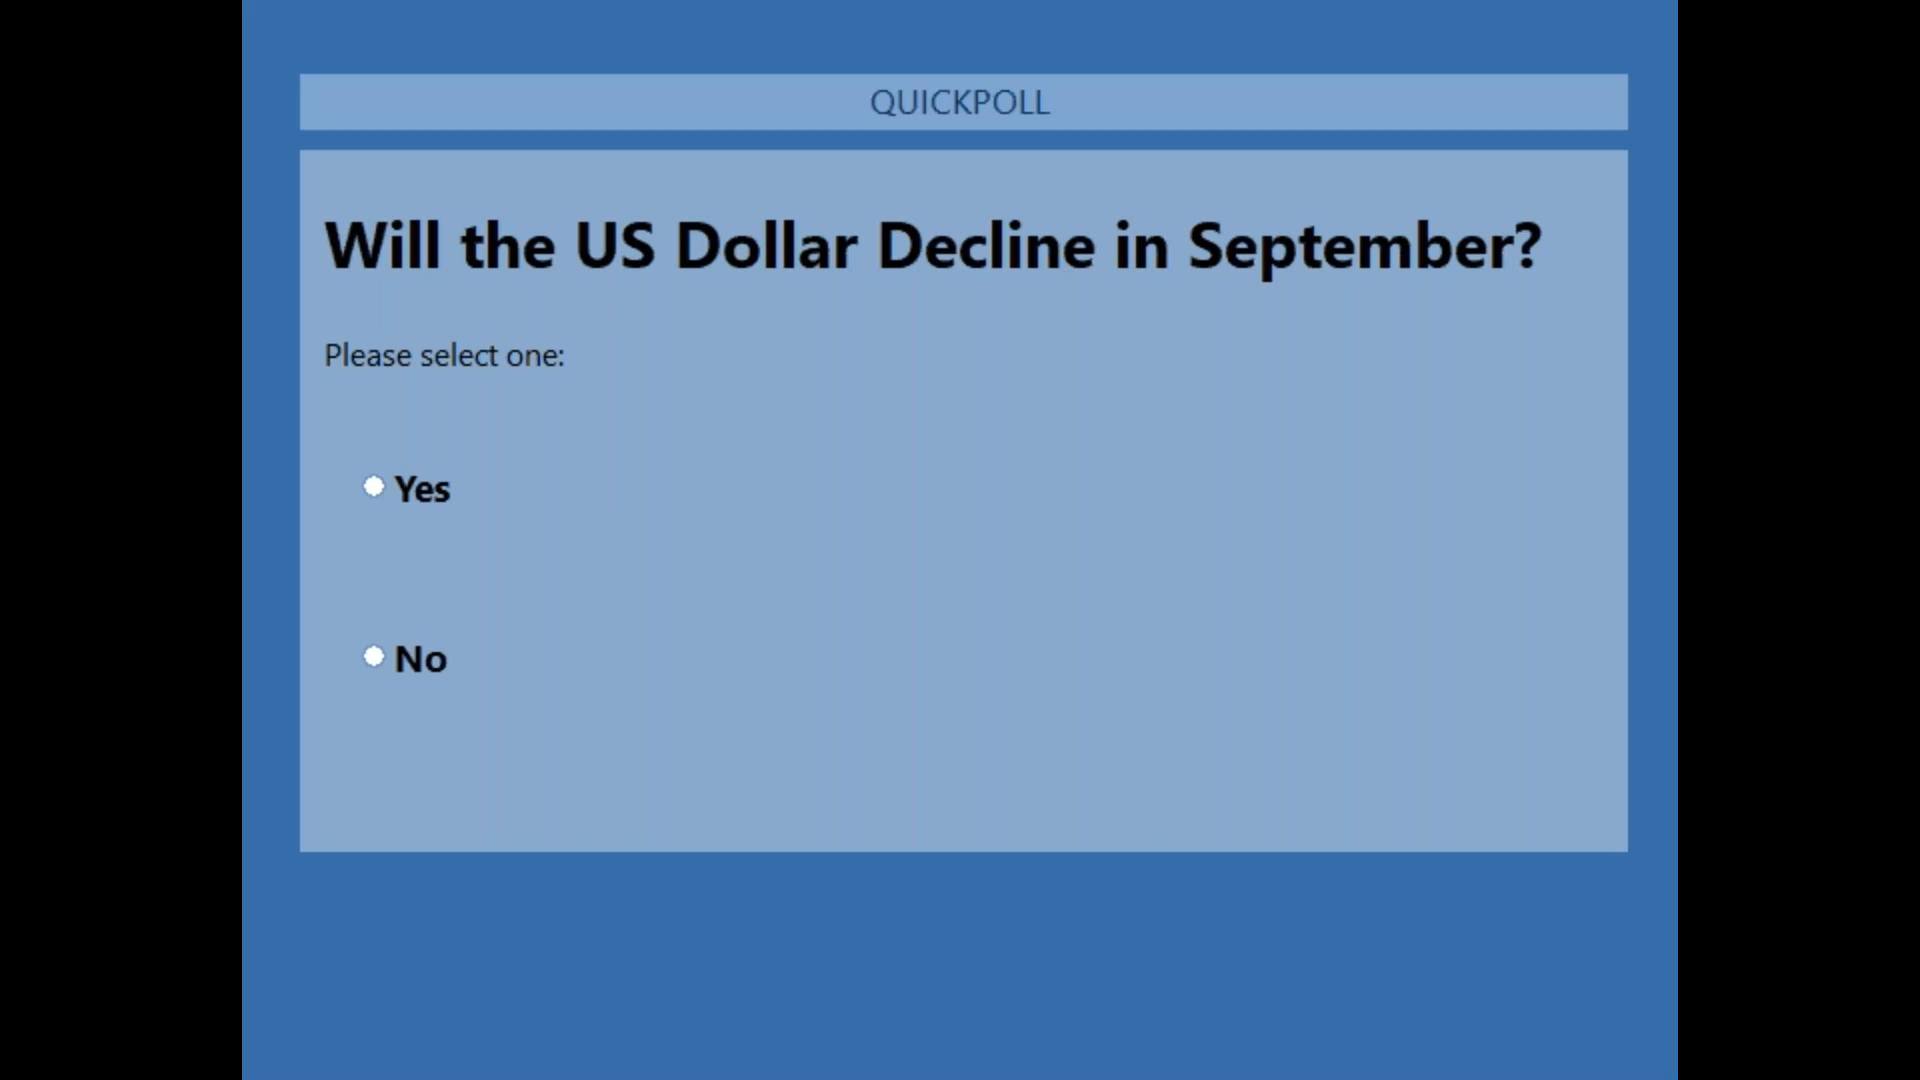 QUICKPOLL
Will the US Dollar Decline in September?
Please select one:
Yes
No